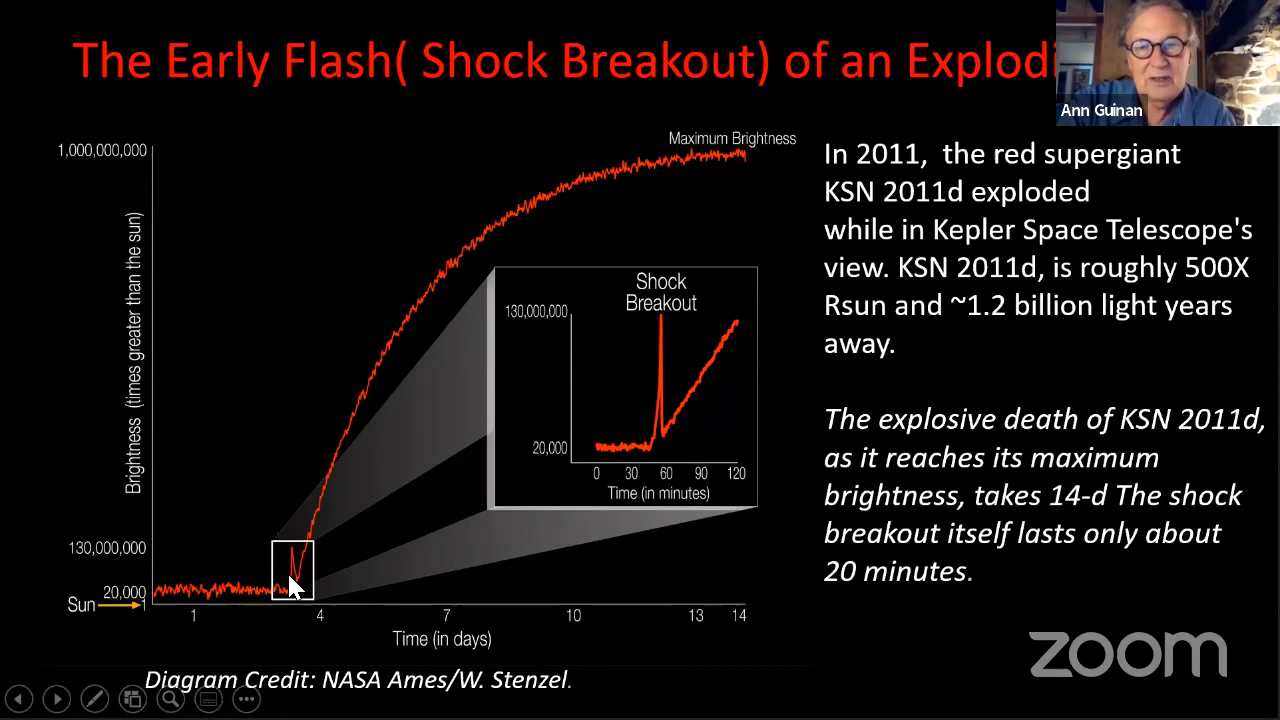 The Early Flash( Shock Breakout) of an Explodi
Ann Guinan
Maximum Brightness
1,000,000,000
Brightness (times greater than the sun)
130,000,000
20,000
Sun
1
1
4
7
10
13
14
Time (in days)
Shock
Breakout
130,000,000
20,000
0
30
60
90
120
Time (in minutes)
In 2011, the red supergiant
KSN 2011d exploded
while in Kepler Space Telescope's
view. KSN 2011d, is roughly 500X
Rsun and ~1.2 billion light years
away.
The explosive death of KSN 2011d,
as it reaches its maximum
brightness, takes 14-d The shock
breakout itself lasts only about
20 minutes.
Diagram Credit: NASA Ames/W. Stenzel.
zoom